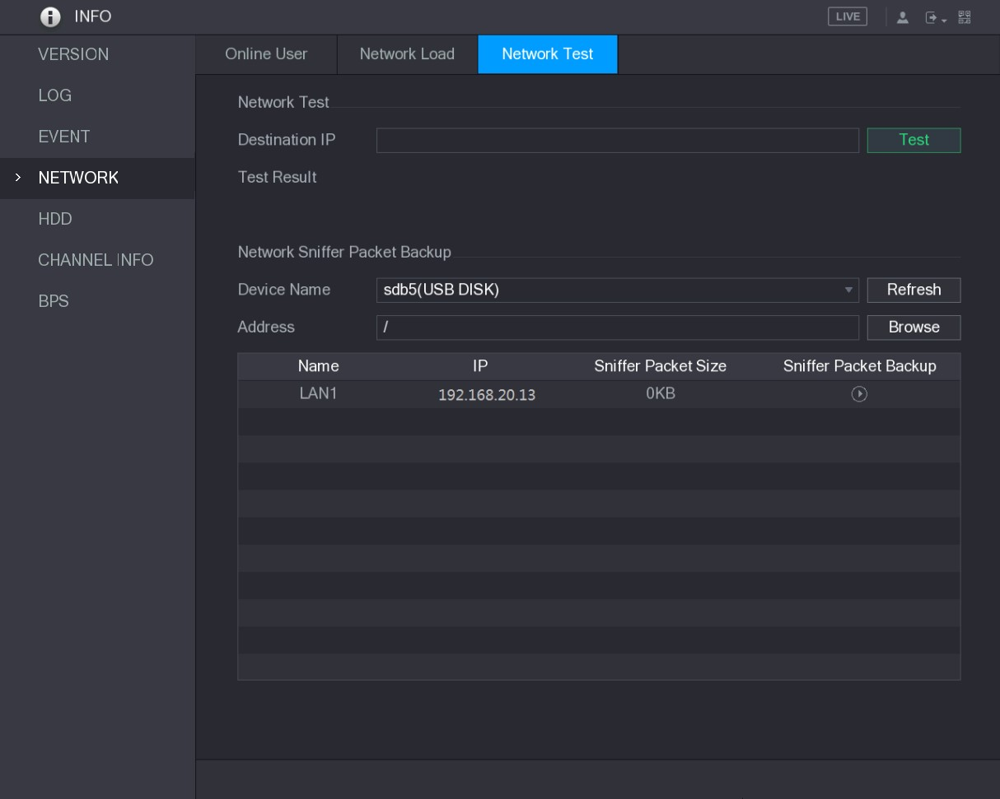 INFO
LIVE
VERSION
LOG
EVENT
NETWORK
HDD
CHANNEL INFO
BPS
Online User
Network Load
Network Test
Network Test
Destination IP
Test
Test Result
Network Sniffer Packet Backup
Device Name
sdb5(USB DISK)
Refresh
Address
/
Browse
Name IP Sniffer Packet Size Sniffer Packet Backup
LAN1 192.168.20.13 0KB